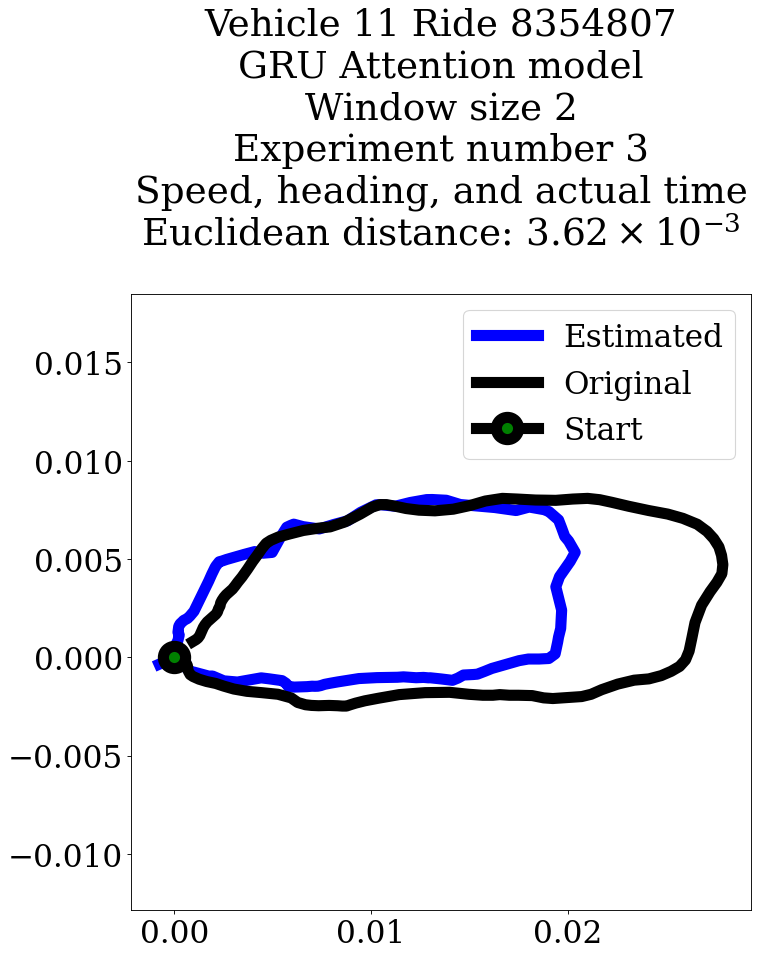 Vehicle 11 Ride 8354807
GRU Attention model
Window size 2
Experiment number 3
Speed, heading, and actual time
Euclidean distance: 3.62 × 10⁻³
Estimated
Original
Start
0.015
0.010
0.005
0.000
−0.005
−0.010
0.00 0.01 0.02